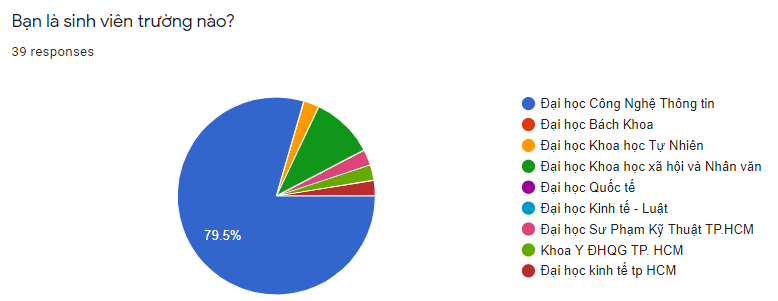 Bạn là sinh viên trường nào?
39 responses
79.5%
Đại học Công Nghệ Thông tin
Đại học Bách Khoa
Đại học Khoa học Tự Nhiên
Đại học Khoa học xã hội và Nhân văn
Đại học Quốc tế
Đại học Kinh tế - Luật
Đại học Sư Phạm Kỹ Thuật TP.HCM
Khoa Y ĐHQG TP. HCM
Đại học kinh tế tp HCM